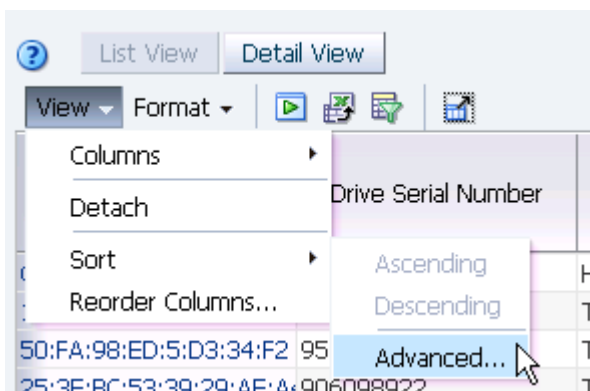 List View Detail View
View Format
Columns
Detach
Drive Serial Number
Sort
Ascending
Reorder Columns...
Descending
50:FA:98:ED:5:D3:34:F2 95
Advanced...